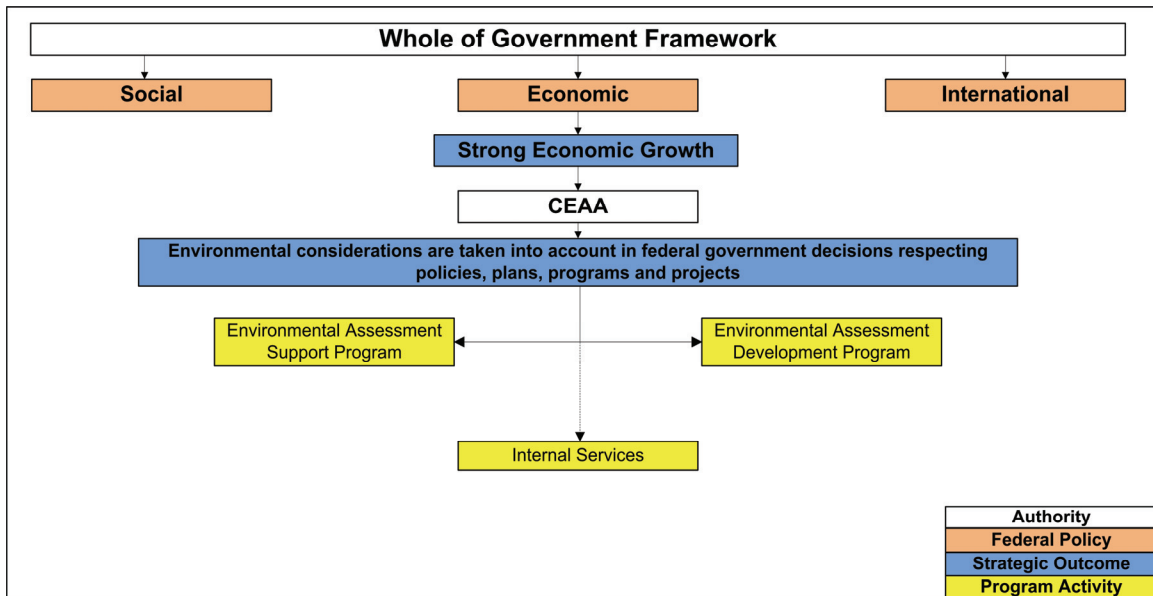 Whole of Government Framework
Social
Economic
International
Strong Economic Growth
CEAA
Environmental considerations are taken into account in federal government decisions respecting
policies, plans, programs and projects
Environmental Assessment
Support Program
Environmental Assessment
Development Program
Internal Services
Authority
Federal Policy
Strategic Outcome
Program Activity